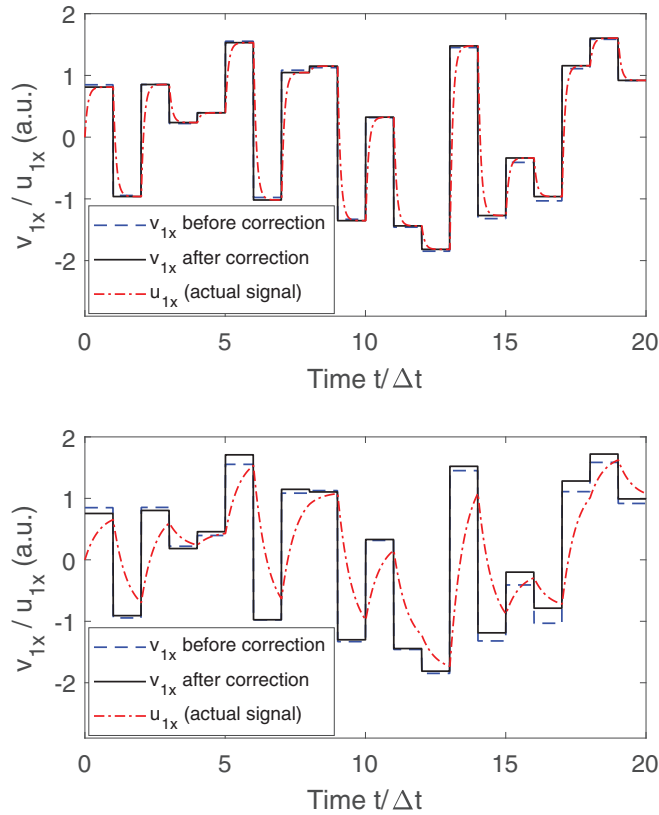 2
1
0
-1
-2
v1x / u1x (a.u.)
v1x before correction
v1x after correction
u1x (actual signal)
0 5 10 15 20
Time t/Δt
2
1
0
-1
-2
v1x / u1x (a.u.)
v1x before correction
v1x after correction
u1x (actual signal)
0 5 10 15 20
Time t/Δt